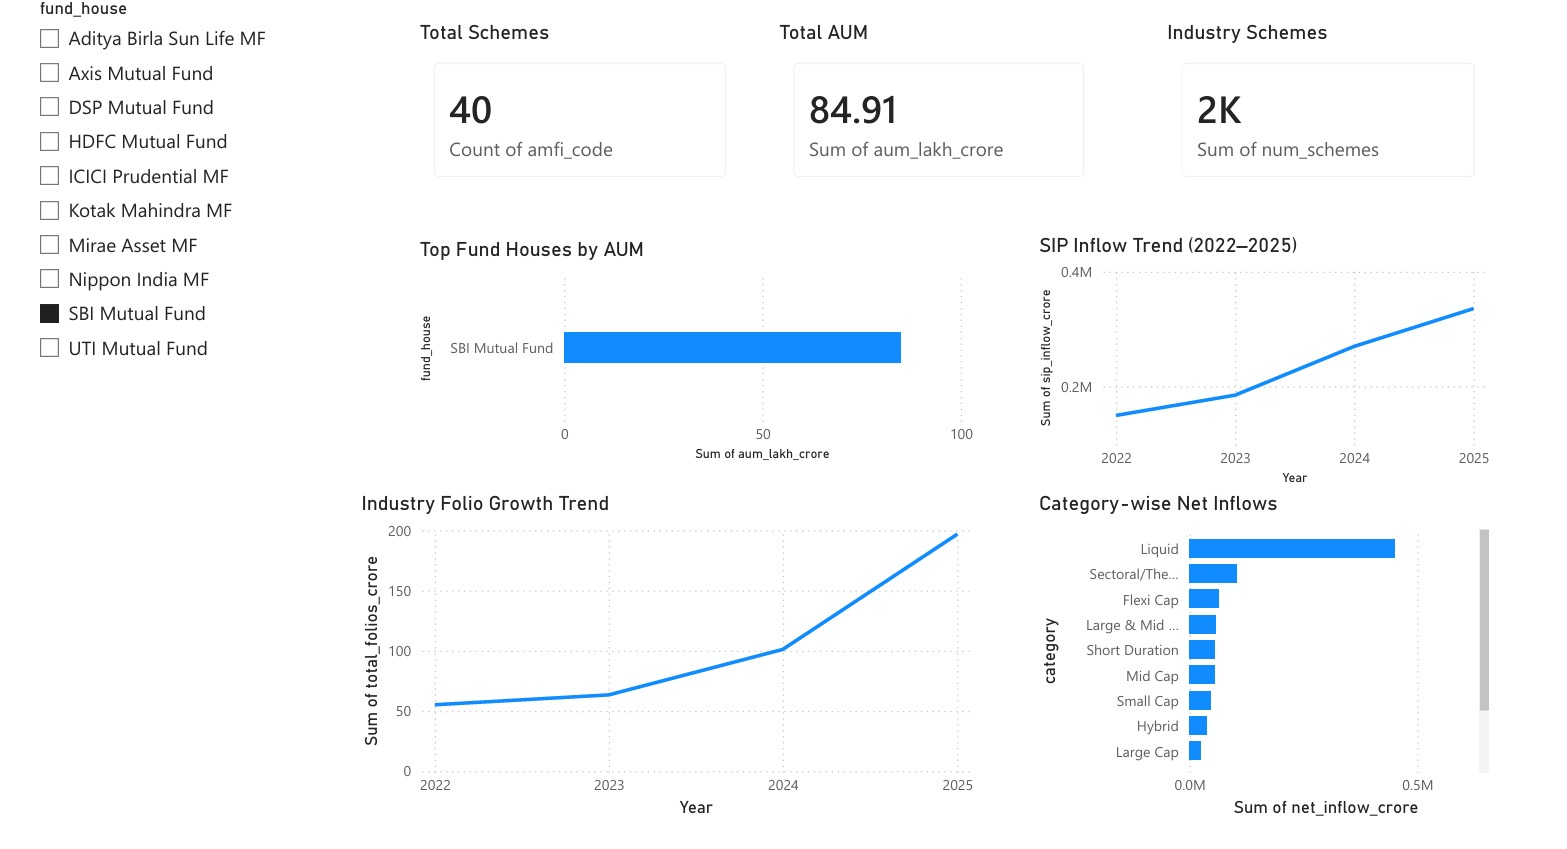 fund_house
Aditya Birla Sun Life MF
Axis Mutual Fund
DSP Mutual Fund
HDFC Mutual Fund
ICICI Prudential MF
Kotak Mahindra MF
Mirae Asset MF
Nippon India MF
SBI Mutual Fund
UTI Mutual Fund
Total Schemes
40
Count of amfi_code
Total AUM
84.91
Sum of aum_lakh_crore
Industry Schemes
2K
Sum of num_schemes
Top Fund Houses by AUM
fund_house
SBI Mutual Fund
0 50 100
Sum of aum_lakh_crore
SIP Inflow Trend (2022–2025)
Sum of sip_inflow_crore
0.4M
0.2M
2022 2023 2024 2025
Year
Industry Folio Growth Trend
Sum of total_folios_crore
200
150
100
50
0
2022 2023 2024 2025
Year
Category-wise Net Inflows
category
Liquid
Sectoral/The...
Flexi Cap
Large & Mid ...
Short Duration
Mid Cap
Small Cap
Hybrid
Large Cap
0.0M 0.5M
Sum of net_inflow_crore